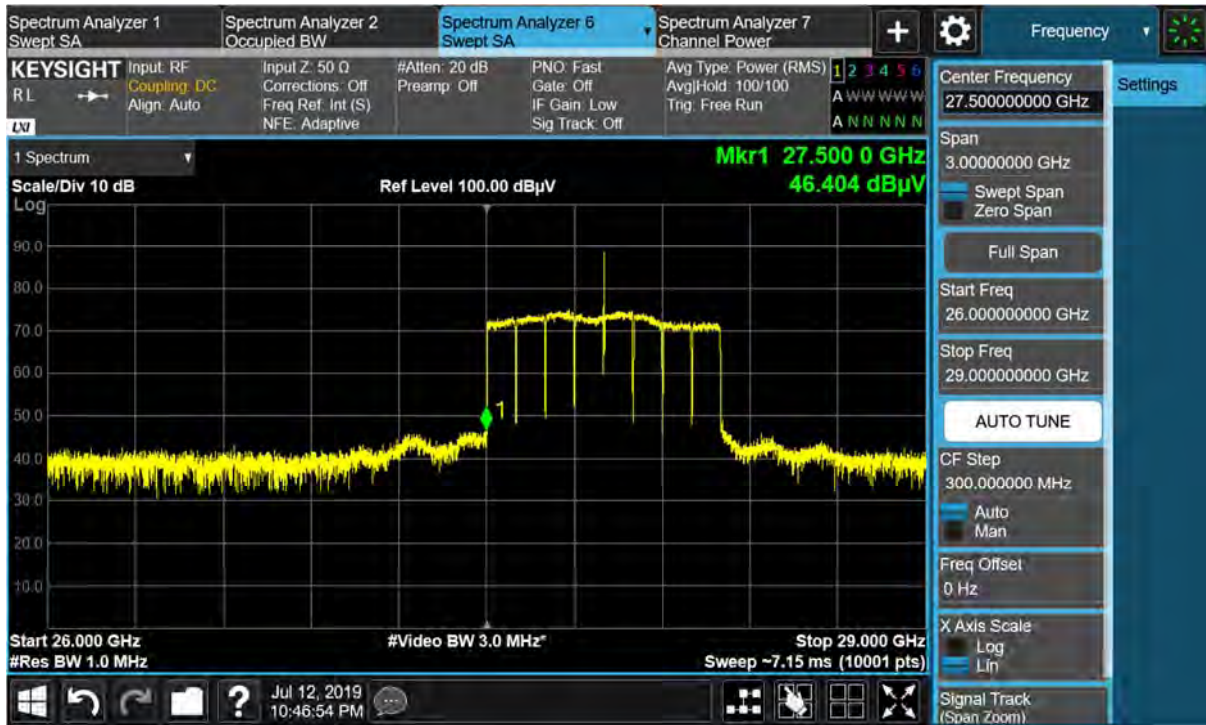 Spectrum Analyzer 1
Swept SA
Spectrum Analyzer 2
Occupied BW
Spectrum Analyzer 6
Swept SA
Spectrum Analyzer 7
Channel Power
+
Frequency
KEYSIGHT
RL
LXI
Input: RF
Coupling: DC
Align: Auto
Input Z: 50 Ω
Corrections: Off
Freq Ref: Int (S)
NFE: Adaptive
#Atten: 20 dB
Preamp: Off
PNO: Fast
Gate: Off
IF Gain: Low
Sig Track: Off
Avg Type: Power (RMS)
Avg|Hold: 100/100
Trig: Free Run
1 2 3 4 5 6
A W W W W W
A N N N N N
1 Spectrum
Mkr1 27.500 0 GHz
46.404 dBµV
Scale/Div 10 dB
Ref Level 100.00 dBµV
Log
90.0
80.0
70.0
60.0
50.0
40.0
30.0
20.0
10.0
1
Start 26.000 GHz
#Video BW 3.0 MHz*
Stop 29.000 GHz
#Res BW 1.0 MHz
Sweep ~7.15 ms (10001 pts)
?
Jul 12, 2019
10:46:54 PM
Center Frequency
27.500000000 GHz
Settings
Span
3.00000000 GHz
Swept Span
Zero Span
Full Span
Start Freq
26.000000000 GHz
Stop Freq
29.000000000 GHz
AUTO TUNE
CF Step
300.000000 MHz
Auto
Man
Freq Offset
0 Hz
X Axis Scale
Log
Lin
Signal Track
(Span Zoom)